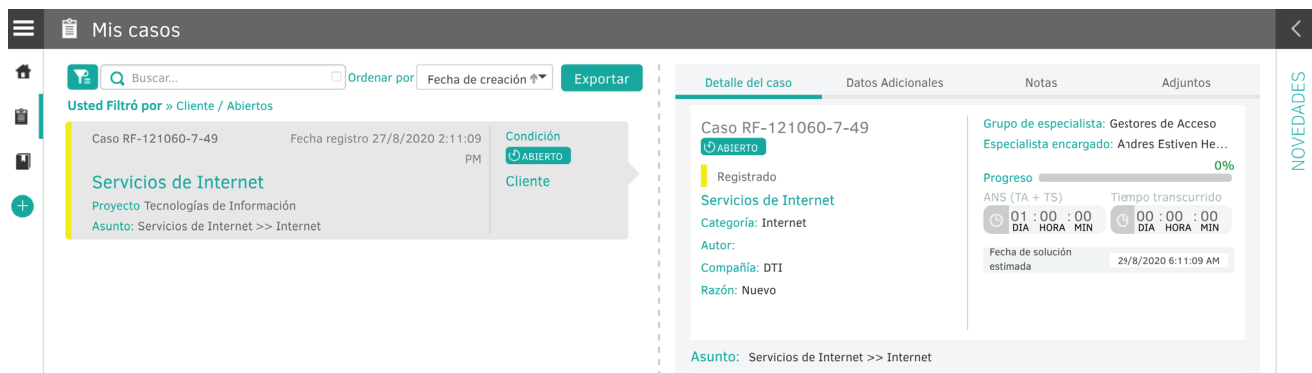 Mis casos
Buscar...
Ordenar por
Fecha de creación
Exportar
Usted Filtró por » Cliente / Abiertos
Caso RF-121060-7-49
Fecha registro 27/8/2020 2:11:09
PM
Condición
ABIERTO
Servicios de Internet
Cliente
Proyecto Tecnologías de Información
Asunto: Servicios de Internet >> Internet
Detalle del caso
Datos Adicionales
Notas
Adjuntos
Caso RF-121060-7-49
ABIERTO
Registrado
Servicios de Internet
Categoría: Internet
Autor:
Compañía: DTI
Razón: Nuevo
Grupo de especialista: Gestores de Acceso
Especialista encargado: Andres Estiven He...
0%
Progreso
ANS (TA + TS)
Tiempo transcurrido
01 : 00 : 00
DIA HORA MIN
00 : 00 : 00
DIA HORA MIN
Fecha de solución
estimada
29/8/2020 6:11:09 AM
Asunto: Servicios de Internet >> Internet
NOVEDADES